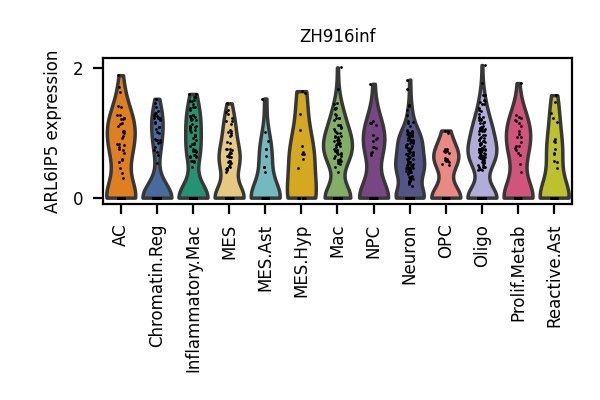 ZH916inf
ARL6IP5 expression
2
0
AC
Chromatin.Reg
Inflammatory.Mac
MES
MES.Ast
MES.Hyp
Mac
NPC
Neuron
OPC
Oligo
Prolif.Metab
Reactive.Ast